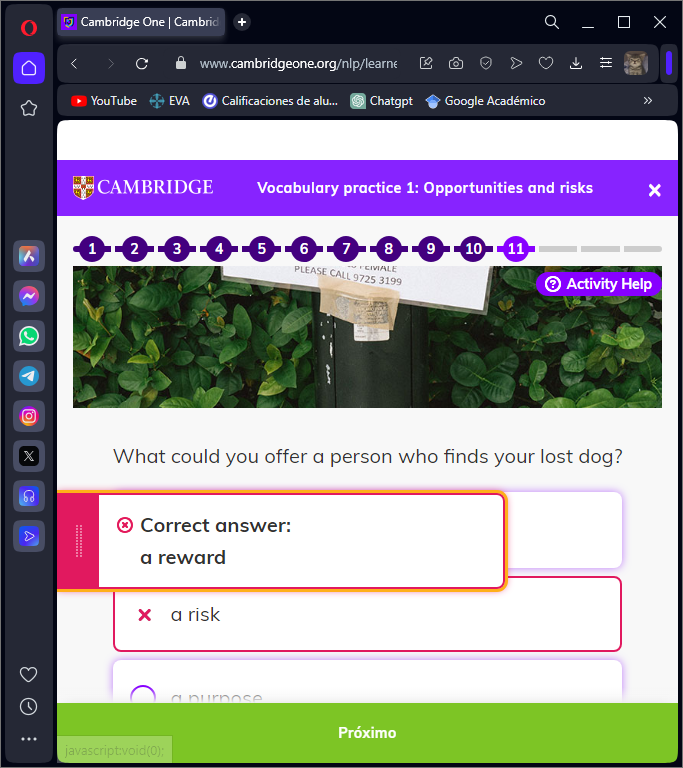 Cambridge One | Cambrid
www.cambridgeone.org/nlp/learne
YouTube
EVA
Calificaciones de alu...
Chatgpt
Google Académico
CAMBRIDGE
Vocabulary practice 1: Opportunities and risks
1 2 3 4 5 6 7 8 9 10 11
FEMALE
PLEASE CALL 9725 3199
Activity Help
What could you offer a person who finds your lost dog?
Correct answer:
a reward
a risk
a purpose
Próximo
javascript:void(0);